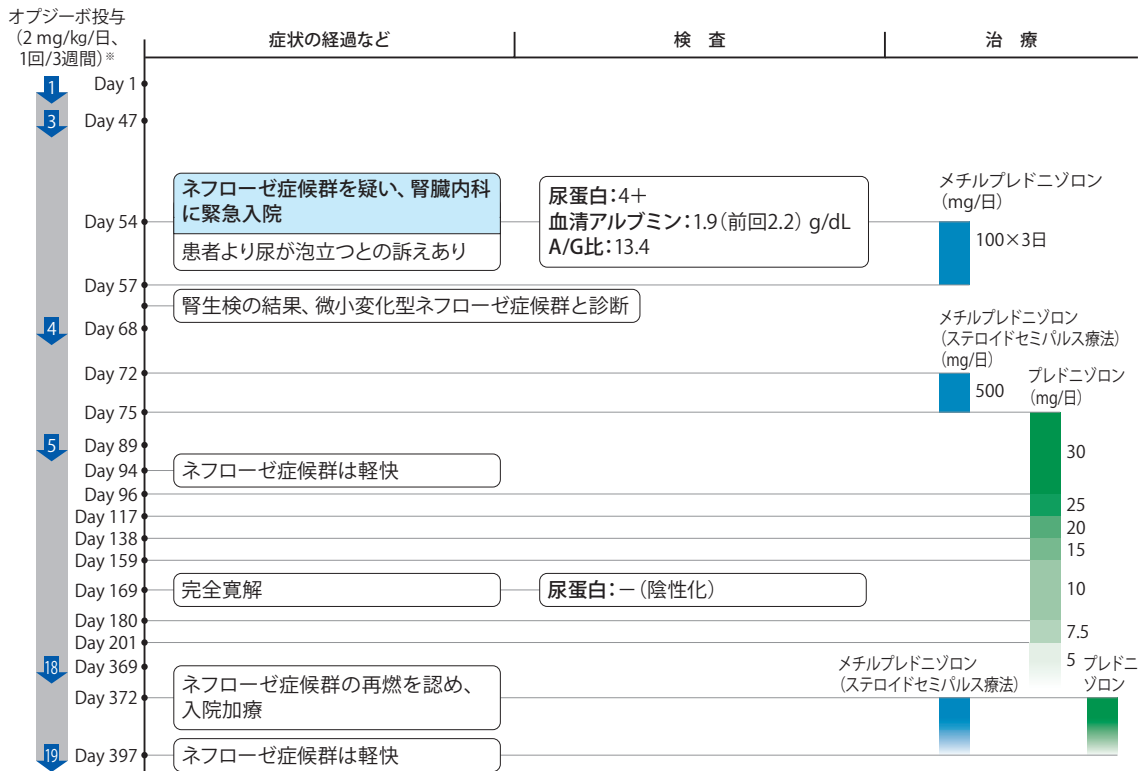 オプジーボ投与
（2 mg/kg/日、
1回/3週間）※
症状の経過など
検　査
治　療
1
Day 1
3
Day 47
ネフローゼ症候群を疑い、腎臓内科
に緊急入院
患者より尿が泡立つとの訴えあり
尿蛋白：4＋
血清アルブミン：1.9（前回2.2） g/dL
A/G比：13.4
メチルプレドニゾロン
（mg/日）
Day 54
100×3日
Day 57
腎生検の結果、微小変化型ネフローゼ症候群と診断
4
Day 68
メチルプレドニゾロン
（ステロイドセミパルス療法）
（mg/日）
Day 72
500
プレドニゾロン
（mg/日）
Day 75
30
5
Day 89
Day 94
ネフローゼ症候群は軽快
Day 96
25
Day 117
20
Day 138
15
Day 159
10
Day 169
完全寛解
尿蛋白：－（陰性化）
Day 180
7.5
Day 201
5
18
Day 369
メチルプレドニゾロン
（ステロイドセミパルス療法）
プレドニ
ゾロン
Day 372
ネフローゼ症候群の再燃を認め、
入院加療
19
Day 397
ネフローゼ症候群は軽快